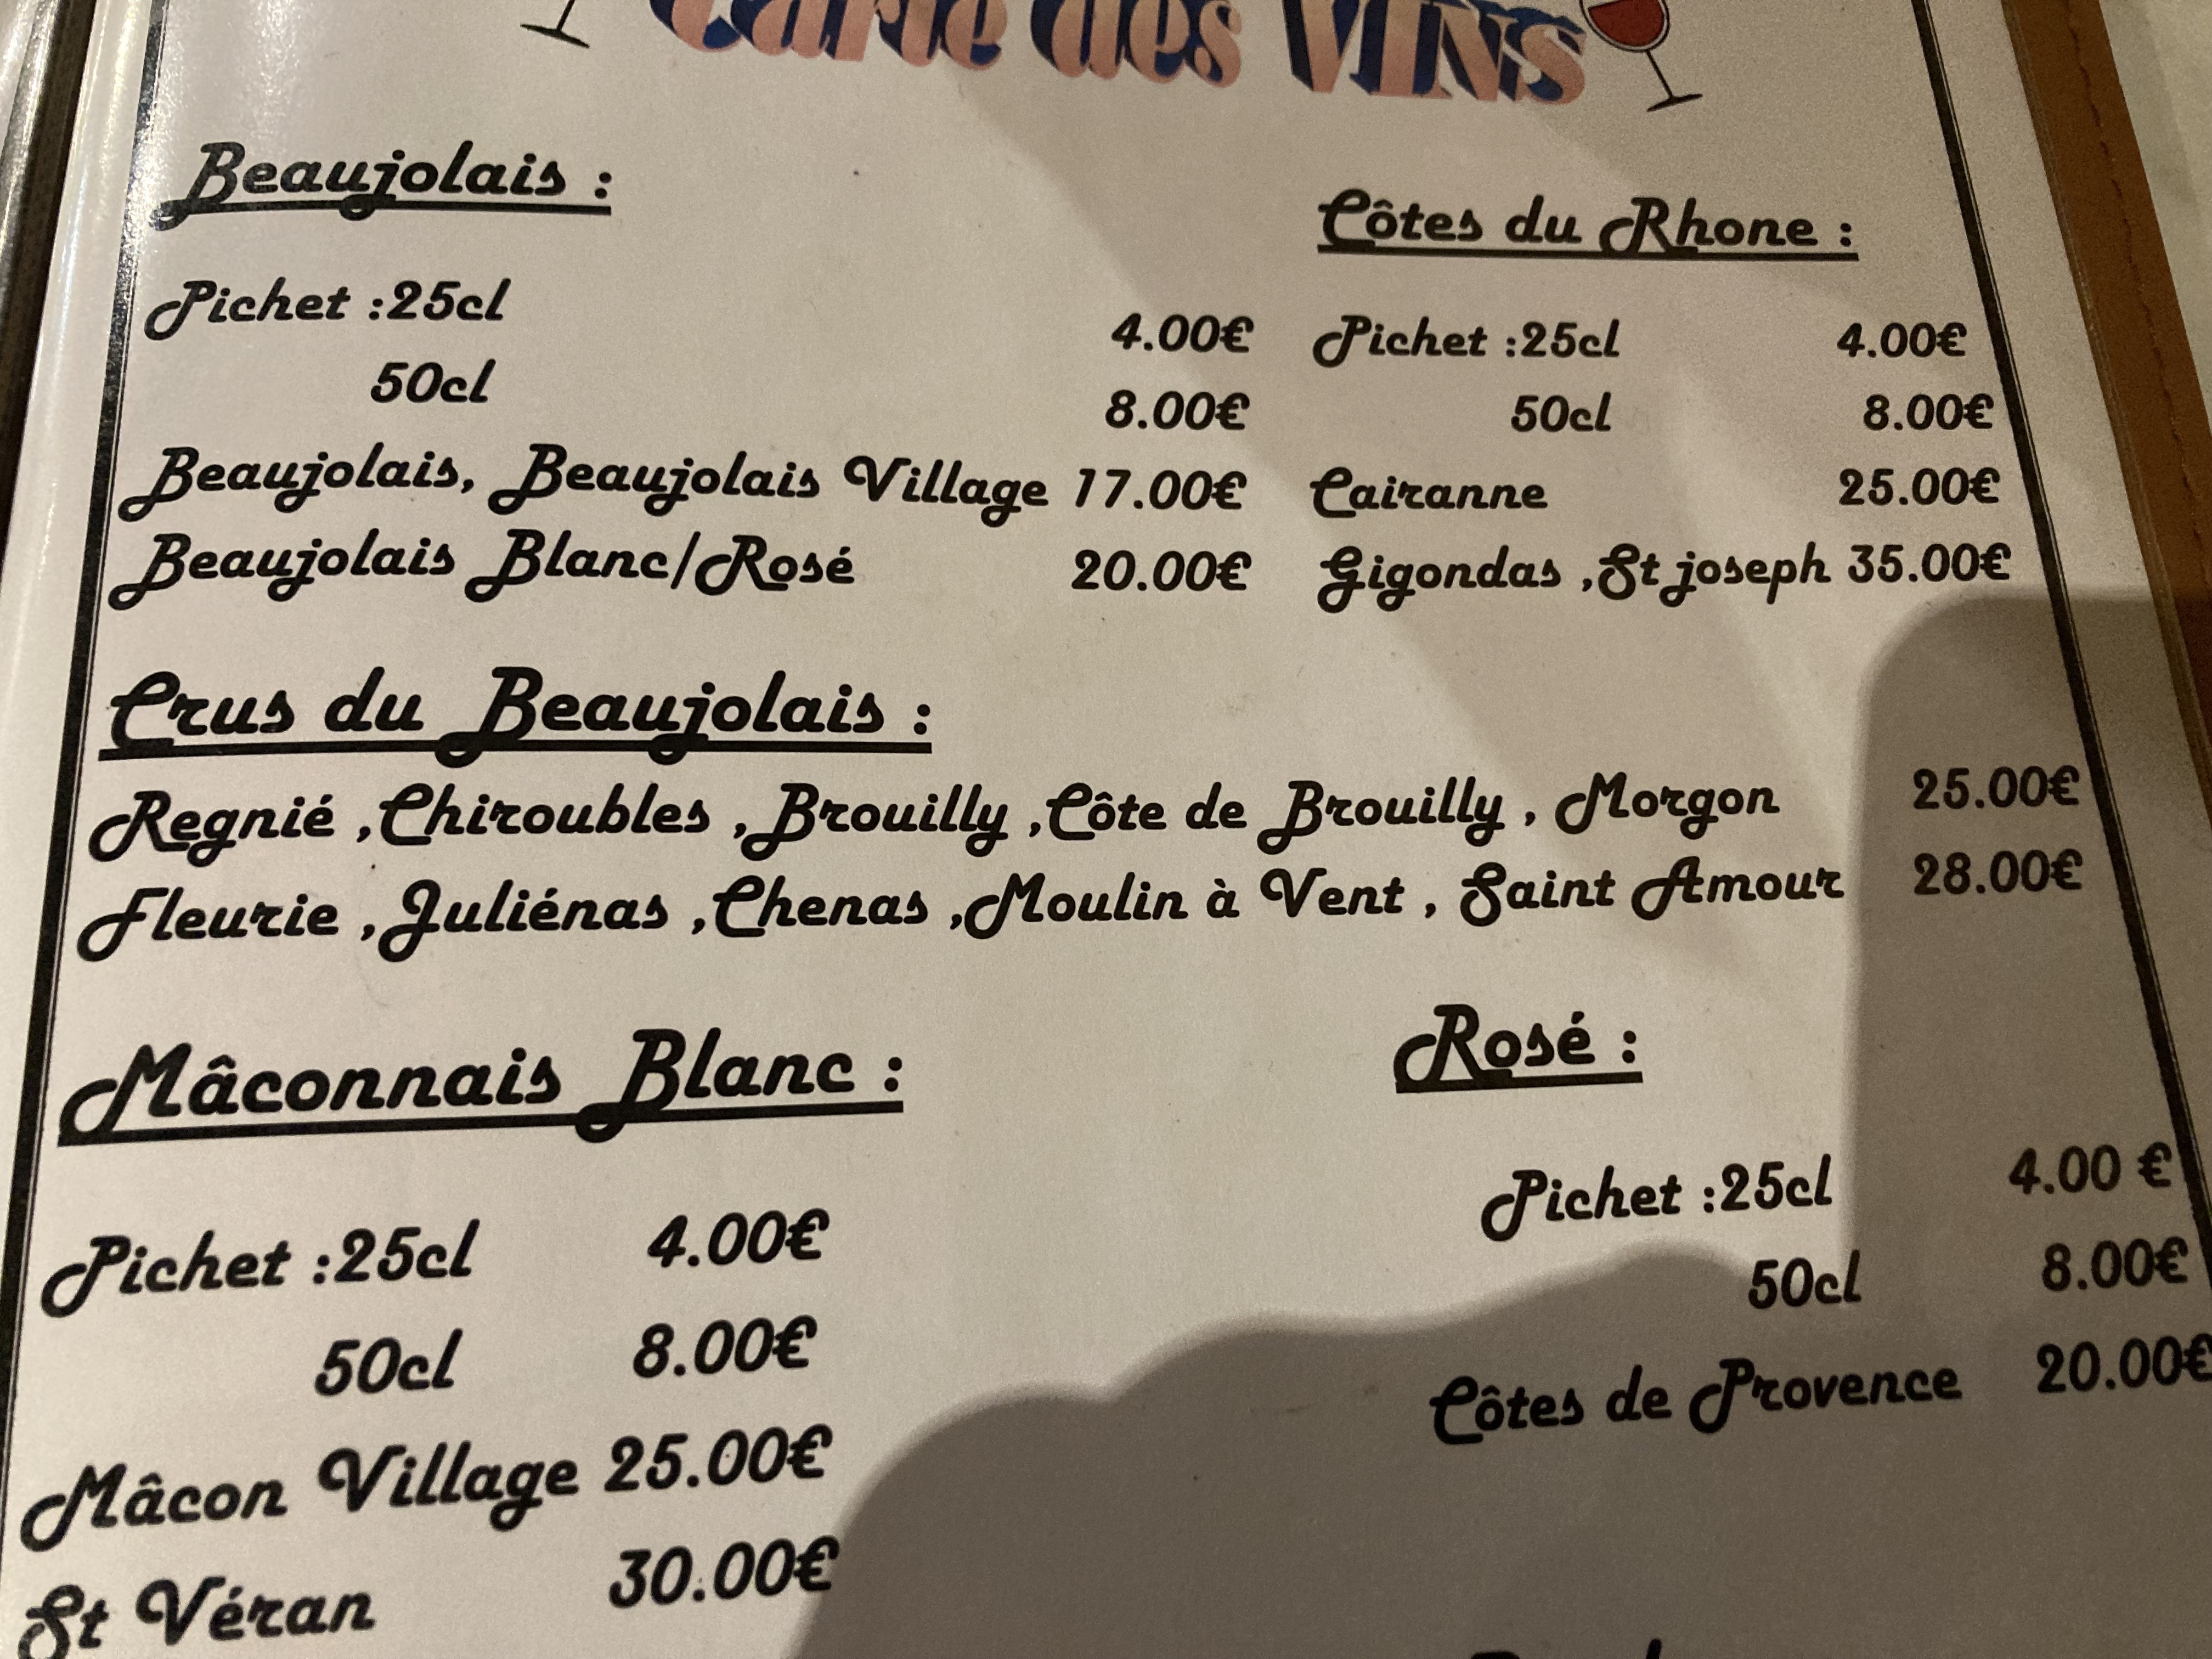 Carte des VINS
Beaujolais :
Pichet :25cl 4.00€
50cl 8.00€
Beaujolais, Beaujolais Village 17.00€
Beaujolais Blanc/Rosé 20.00€
Côtes du Rhone :
Pichet :25cl 4.00€
50cl 8.00€
Cairanne 25.00€
Gigondas ,St joseph 35.00€
Crus du Beaujolais :
Regnié ,Chiroubles ,Brouilly ,Côte de Brouilly , Morgon 25.00€
Fleurie ,Juliénas ,Chenas ,Moulin à Vent , Saint Amour 28.00€
Mâconnais Blanc :
Pichet :25cl 4.00€
50cl 8.00€
Mâcon Village 25.00€
St Véran 30.00€
Rosé :
Pichet :25cl 4.00 €
50cl 8.00€
Côtes de Provence 20.00€